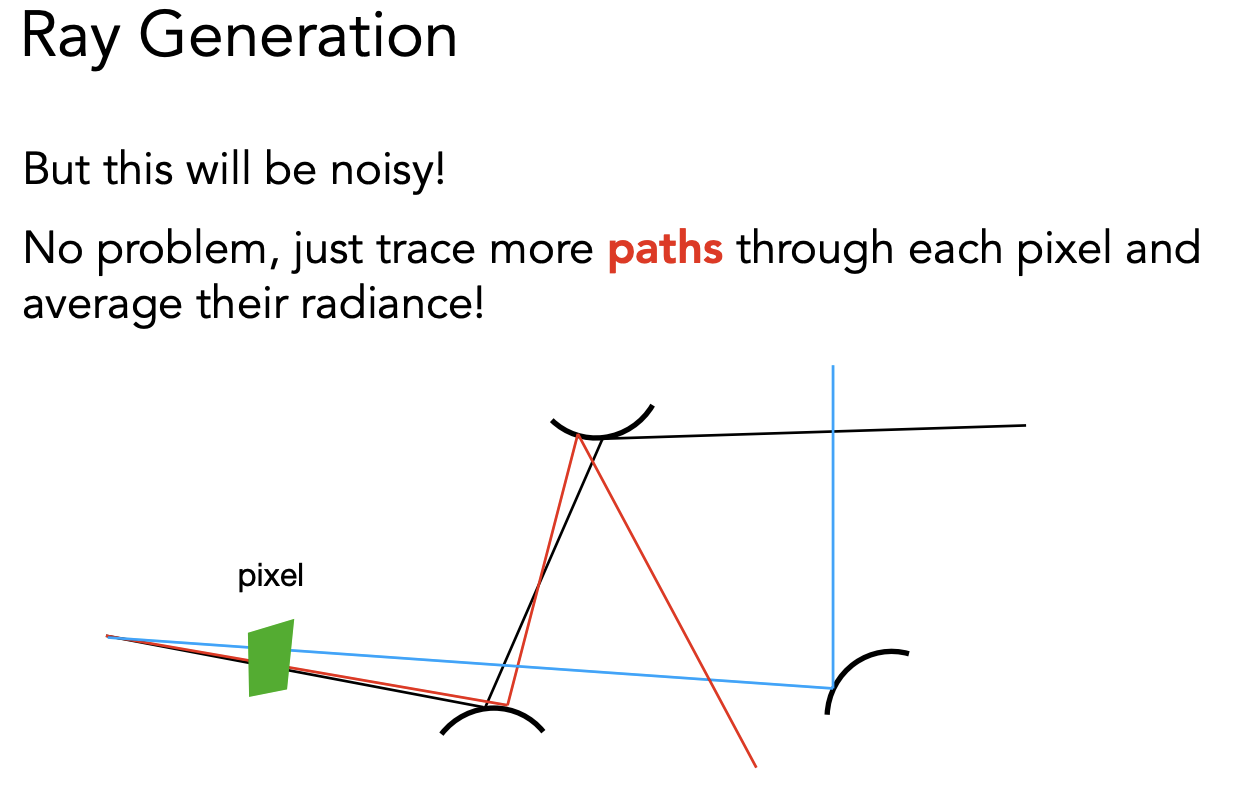 Ray Generation
But this will be noisy!
No problem, just trace more paths through each pixel and
average their radiance!
pixel